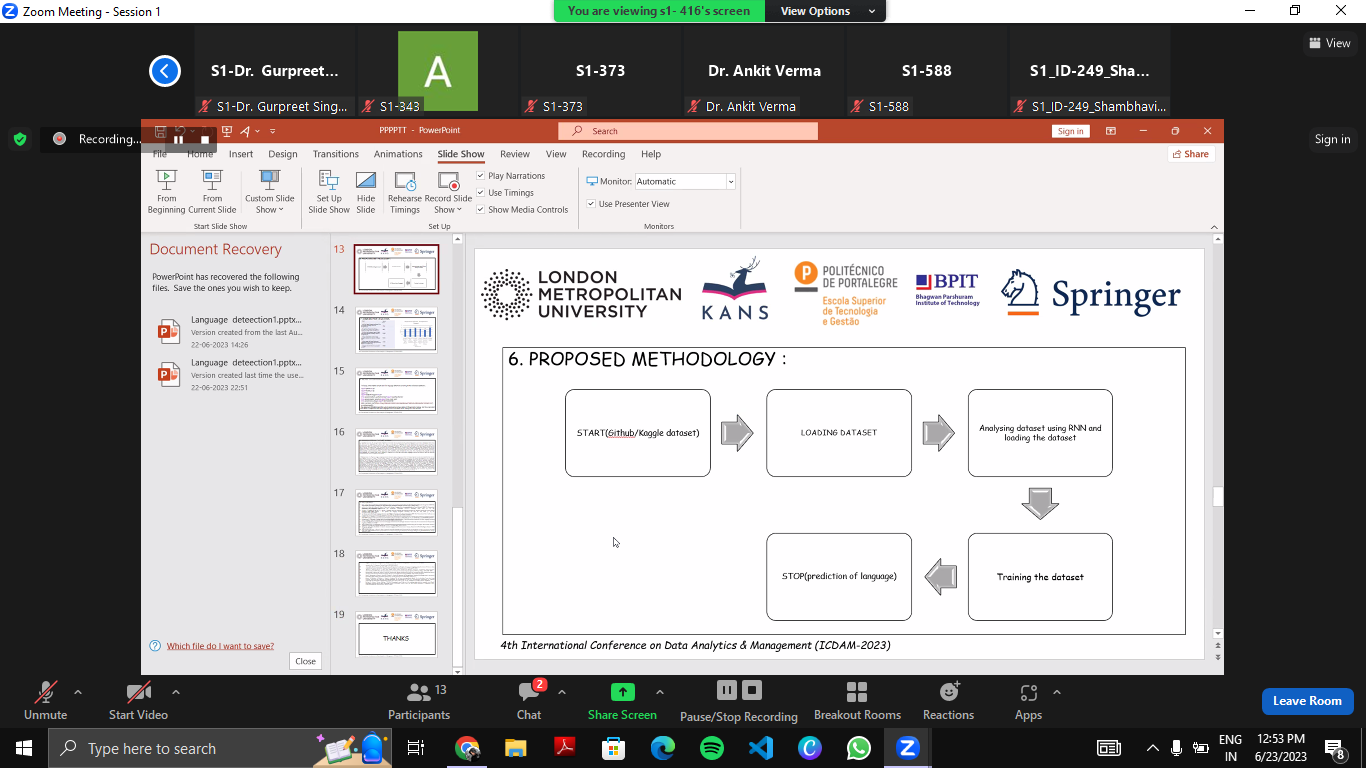 Zoom Meeting - Session 1
You are viewing s1- 416's screen
View Options
S1-Dr. Gurpreet...
A
S1-373
Dr. Ankit Verma
S1-588
S1_ID-249_Sha...
View
S1-Dr. Gurpreet Sing...
S1-343
S1-373
Dr. Ankit Verma
S1-588
S1_ID-249_Shambhavi...
Recording...
PPPPTT - PowerPoint
Search
Sign in
Sign in
File
Home
Insert
Design
Transitions
Animations
Slide Show
Review
View
Recording
Help
Share
From
Beginning
From
Current Slide
Custom Slide
Show
Start Slide Show
Set Up
Slide Show
Hide
Slide
Rehearse
Timings
Record Slide
Show
Play Narrations
Use Timings
Show Media Controls
Set Up
Monitor:
Automatic
Use Presenter View
Monitors
Document Recovery
PowerPoint has recovered the following
files. Save the ones you wish to keep.
Language deteection1.pptx...
Version created from the last Au...
22-06-2023 14:26
Language deteection1.pptx...
Version created last time the use...
22-06-2023 22:51
Which file do I want to save?
Close
13
14
15
16
17
18
19
THANKS
LONDON
METROPOLITAN
UNIVERSITY
KANS
POLITÉCNICO
DE PORTALEGRE
Escola Superior
de Tecnologia
e Gestão
BPIT
Bhagwan Parshuram
Institute of Technology
Springer
6. PROPOSED METHODOLOGY :
START(Github/Kaggle dataset)
LOADING DATASET
Analysing dataset using RNN and
loading the dataset
STOP(prediction of language)
Training the dataset
4th International Conference on Data Analytics & Management (ICDAM-2023)
Unmute
Start Video
13
Participants
2
Chat
Share Screen
Pause/Stop Recording
Breakout Rooms
Reactions
Apps
Leave Room
Type here to search
ENG
IN
12:53 PM
6/23/2023
8